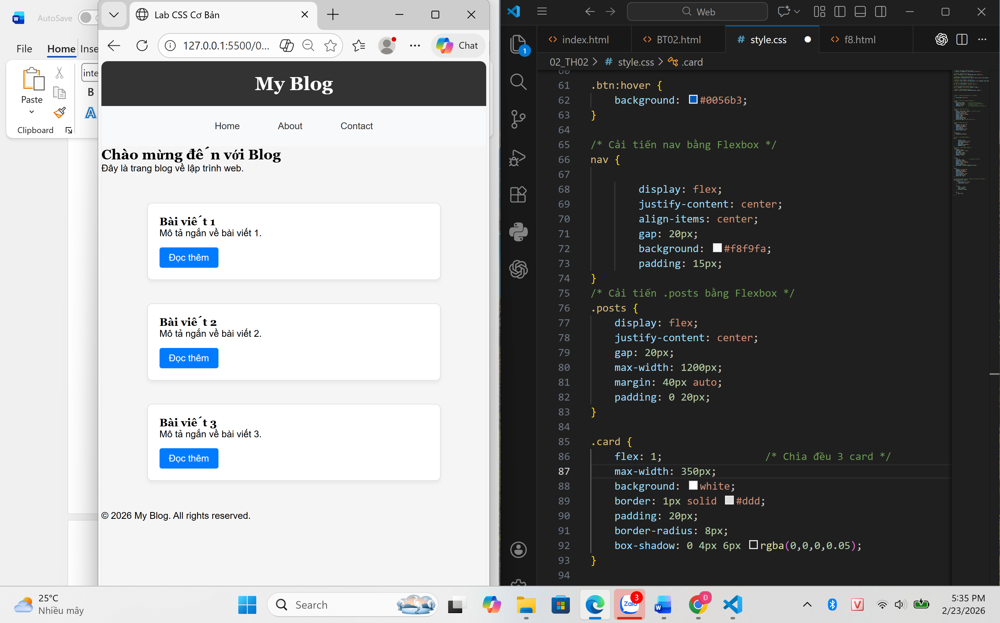 AutoSave
File Home Inse
Paste
inte
B
A
Clipboard
Lab CSS Cơ Bản
127.0.0.1:5500/0...
Chat
My Blog
Home About Contact
Chào mừng đến với Blog
Đây là trang blog về lập trình web.
Bài viết 1
Mô tả ngắn về bài viết 1.
Đọc thêm
Bài viết 2
Mô tả ngắn về bài viết 2.
Đọc thêm
Bài viết 3
Mô tả ngắn về bài viết 3.
Đọc thêm
© 2026 My Blog. All rights reserved.
Web
index.html BT02.html # style.css f8.html
1
02_TH02 > # style.css > .card
60
61 .btn:hover {
62 background: #0056b3;
63 }
64
65 /* Cải tiến nav bằng Flexbox */
66 nav {
67
68 display: flex;
69 justify-content: center;
70 align-items: center;
71 gap: 20px;
72 background: #f8f9fa;
73 padding: 15px;
74 }
75 /* Cải tiến .posts bằng Flexbox */
76 .posts {
77 display: flex;
78 justify-content: center;
79 gap: 20px;
80 max-width: 1200px;
81 margin: 40px auto;
82 padding: 0 20px;
83 }
84
85 .card {
86 flex: 1; /* Chia đều 3 card */
87 max-width: 350px;
88 background: white;
89 border: 1px solid #ddd;
90 padding: 20px;
91 border-radius: 8px;
92 box-shadow: 0 4px 6px rgba(0,0,0,0.05);
93 }
94
25°C
Nhiều mây
Search
Zalo
3
Đ
V
5:35 PM
2/23/2026